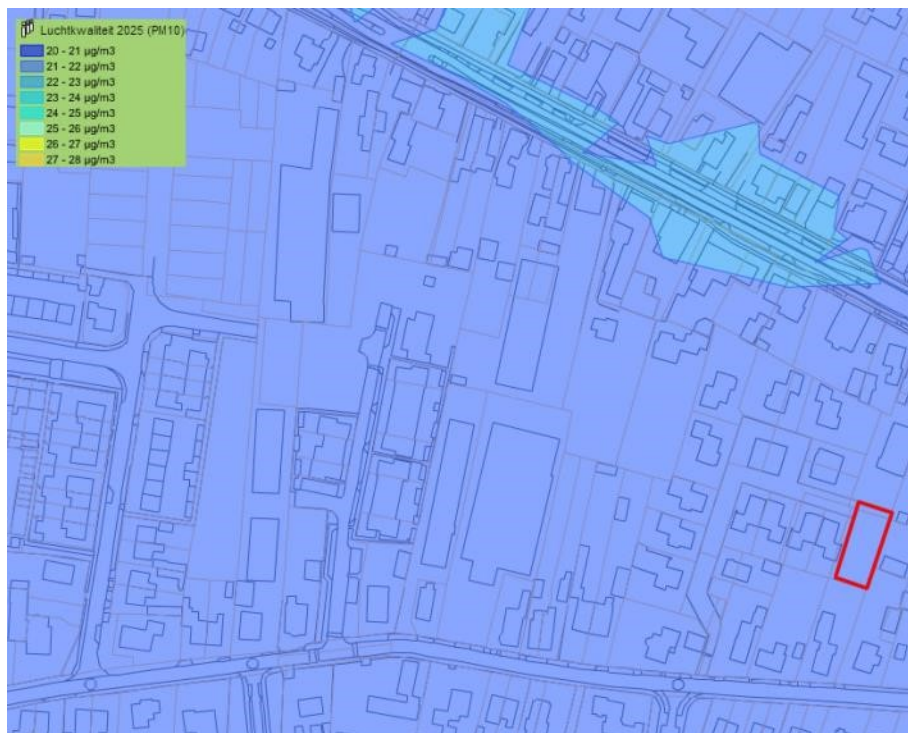 Luchtkwaliteit 2025 (PM10)
20 - 21 µg/m3
21 - 22 µg/m3
22 - 23 µg/m3
23 - 24 µg/m3
24 - 25 µg/m3
25 - 26 µg/m3
26 - 27 µg/m3
27 - 28 µg/m3